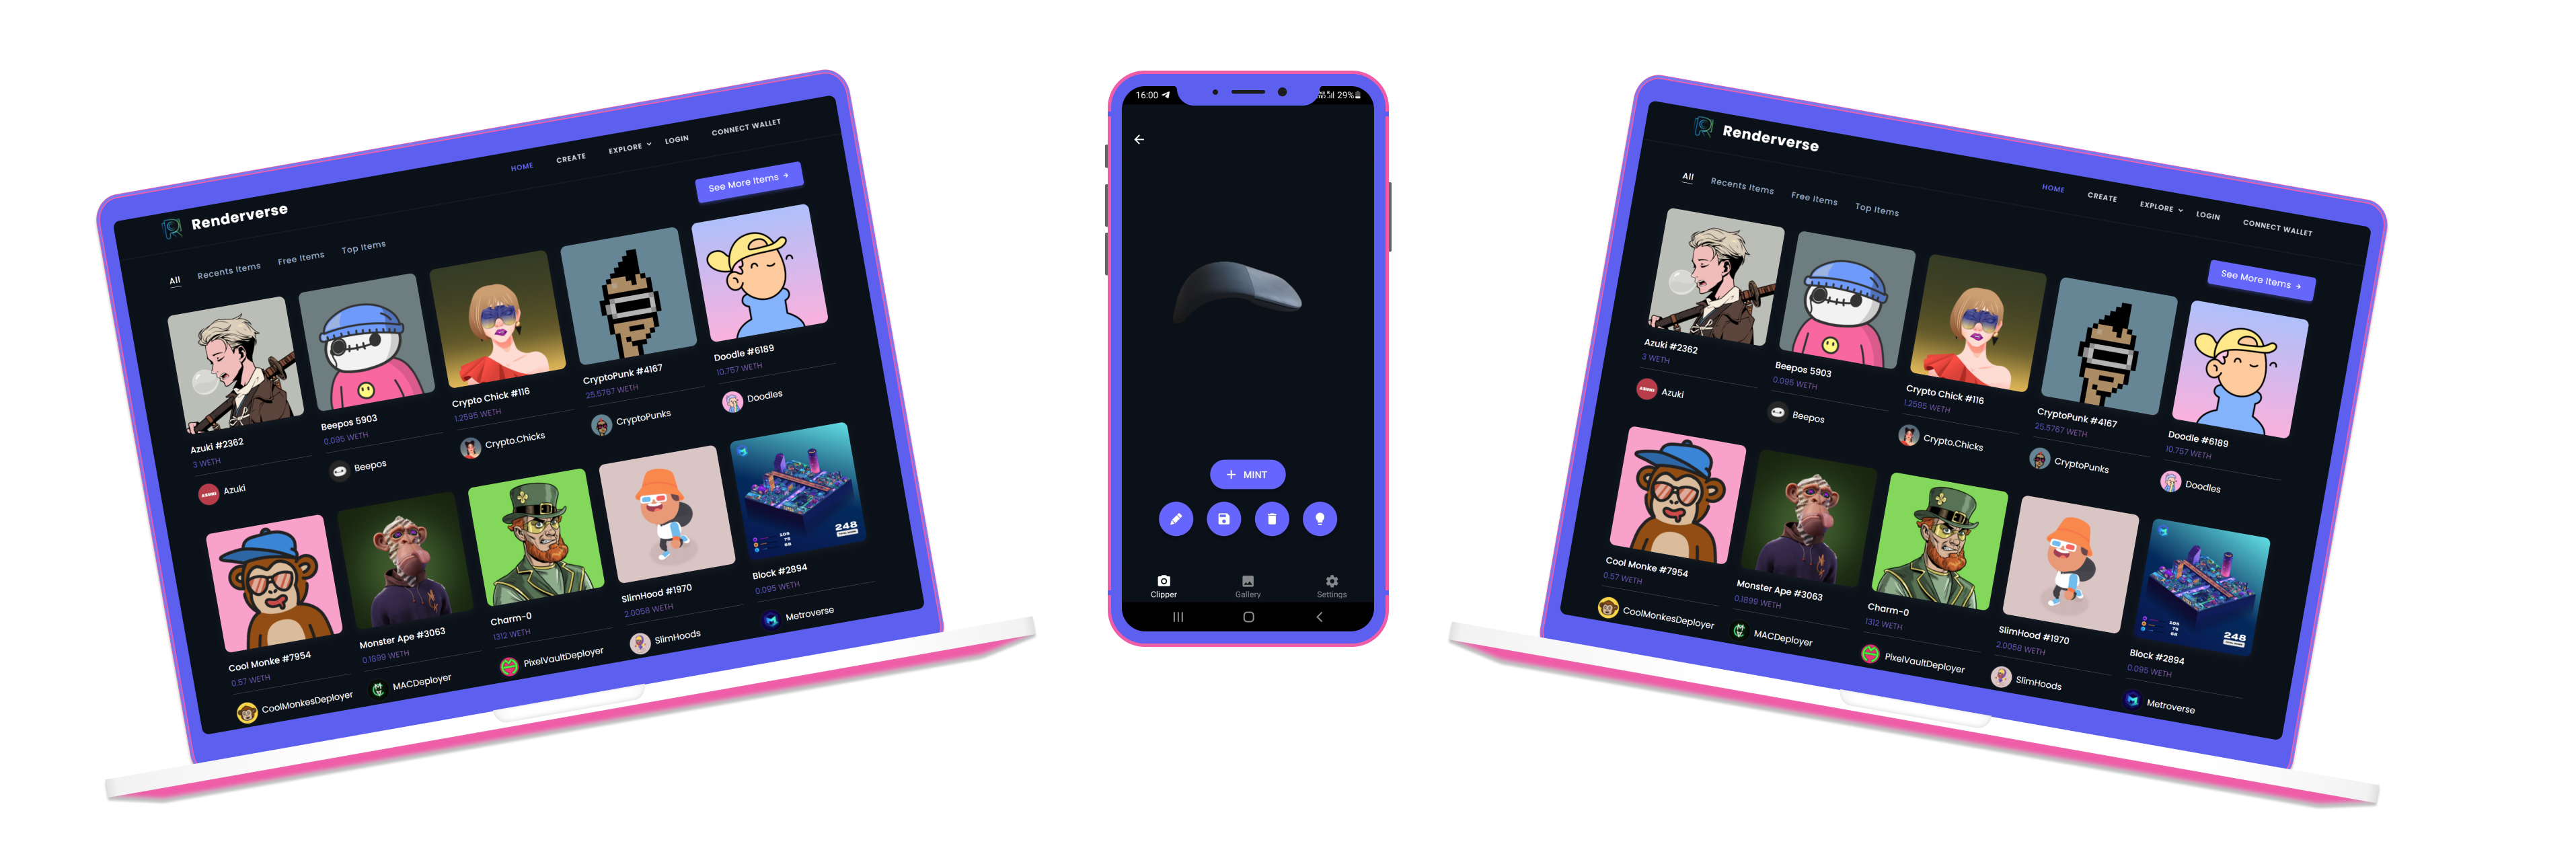 Renderverse
HOME CREATE EXPLORE LOGIN CONNECT WALLET
See More Items →
All Recents Items Free Items Top Items
Azuki #2362
3 WETH
AZUKI Azuki
Beepos 5903
0.095 WETH
Beepos
Crypto Chick #116
1.2595 WETH
Crypto.Chicks
CryptoPunk #4167
25.5767 WETH
CryptoPunks
Doodle #6189
10.757 WETH
Doodles
Cool Monke #7954
0.57 WETH
CoolMonkesDeployer
Monster Ape #3063
0.1899 WETH
MACDeployer
Charm-0
1312 WETH
PixelVaultDeployer
SlimHood #1970
2.0058 WETH
SlimHoods
248
Block #2894
0.095 WETH
Metroverse
16:00 29%
+ MINT
Clipper Gallery Settings
Renderverse
HOME CREATE EXPLORE LOGIN CONNECT WALLET
All Recents Items Free Items Top Items
See More Items →
Azuki #2362
3 WETH
AZUKI Azuki
Beepos 5903
0.095 WETH
Beepos
Crypto Chick #116
1.2595 WETH
Crypto.Chicks
CryptoPunk #4167
25.5767 WETH
CryptoPunks
Doodle #6189
10.757 WETH
Doodles
Cool Monke #7954
0.57 WETH
CoolMonkesDeployer
Monster Ape #3063
0.1899 WETH
MACDeployer
Charm-0
1312 WETH
PixelVaultDeployer
SlimHood #1970
2.0058 WETH
SlimHoods
248
Block #2894
0.095 WETH
Metroverse